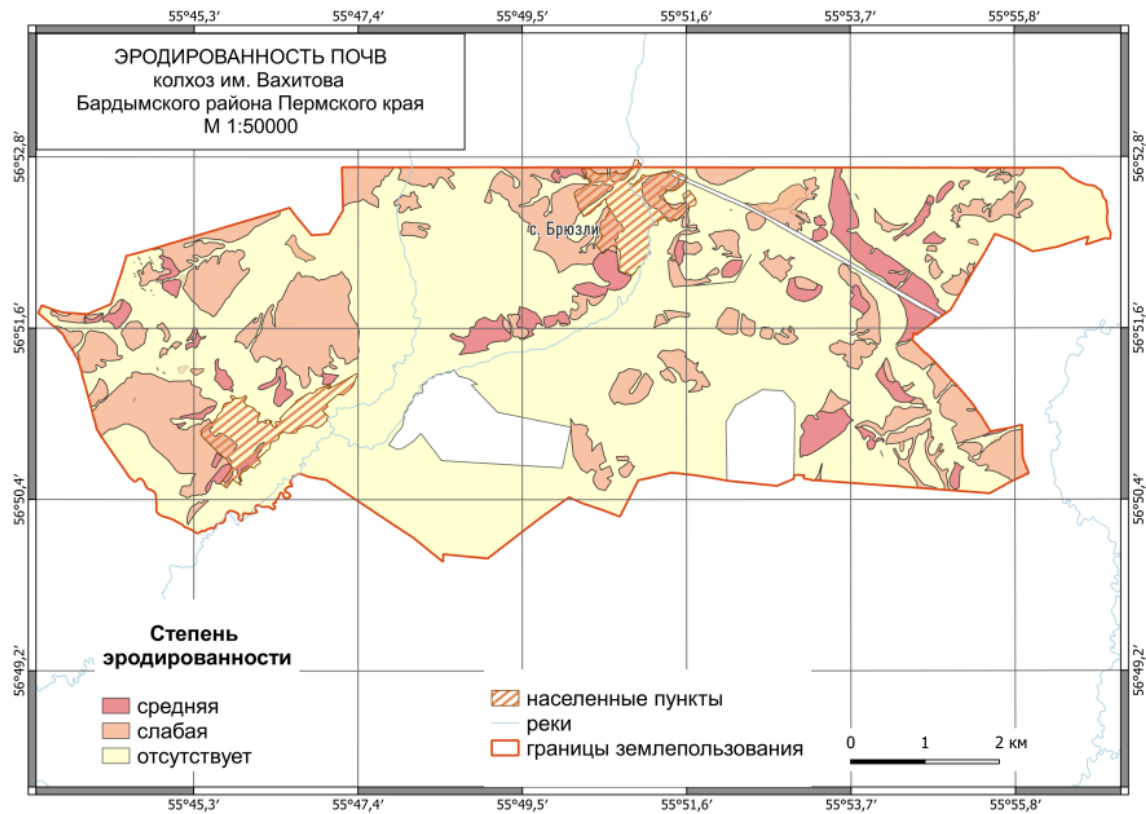 55°45,3′ 55°47,4′ 55°49,5′ 55°51,6′ 55°53,7′ 55°55,8′
ЭРОДИРОВАННОСТЬ ПОЧВ
колхоз им. Вахитова
Бардымского района Пермского края
М 1:50000
56°52,8′ 56°52,8′
с. Брюзли
56°51,6′ 56°51,6′
56°50,4′ 56°50,4′
56°49,2′ 56°49,2′
Степень
эродированности
средняя
слабая
отсутствует
населенные пункты
реки
границы землепользования
0 1 2 км
55°45,3′ 55°47,4′ 55°49,5′ 55°51,6′ 55°53,7′ 55°55,8′